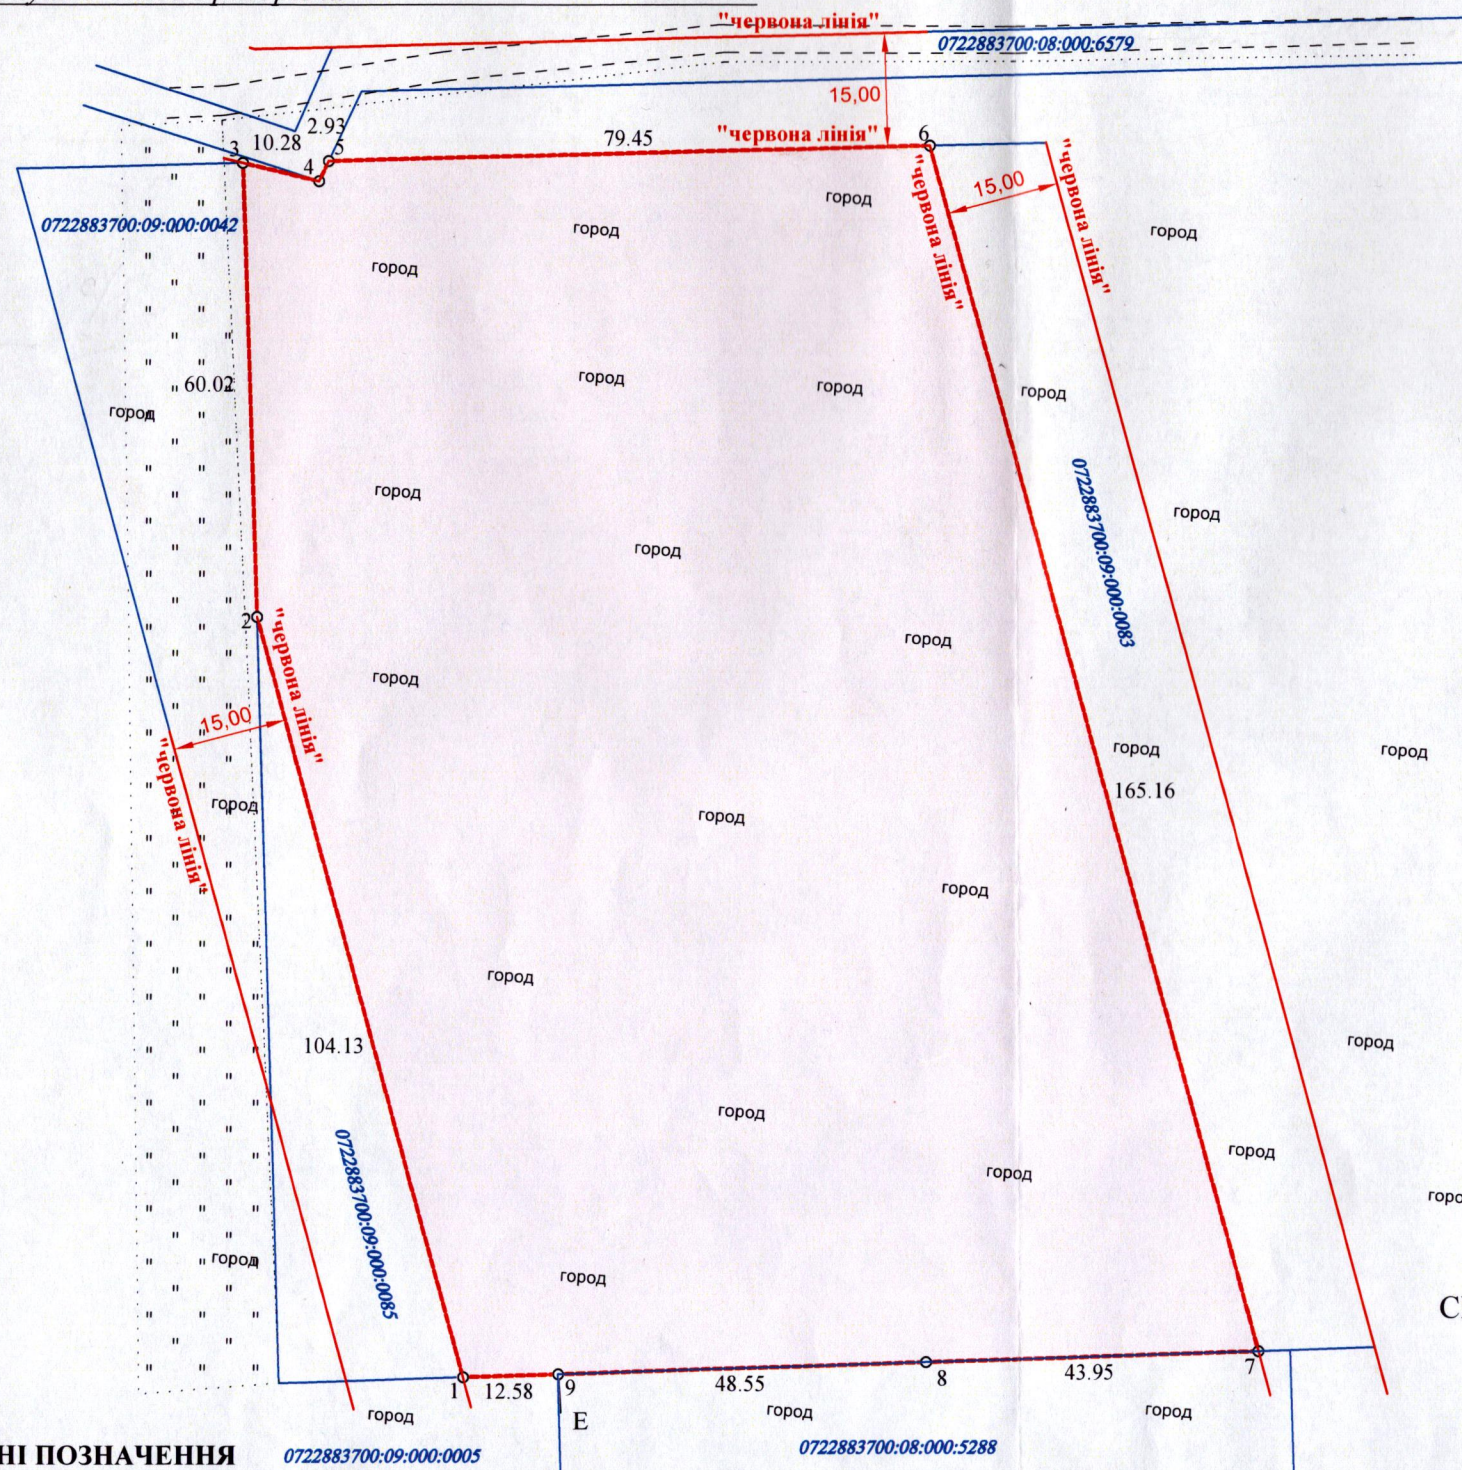 "червона лінія"
0722883700:08:000:6579
15,00
2.93
10.28
79.45
"червона лінія"
6
3
4
5
"червона лінія"
15,00
"червона лінія"
город
город
город
город
0722883700:09:000:0042
город
город
город
60.02
город
город
город
0722883700:09:000:0083
город
город
2
"червона лінія"
город
город
15,00
"червона лінія"
город
город
165.16
город
город
город
город
104.13
город
город
0722883700:09:000:0085
город
город
город
город
7
43.95
8
48.55
9
12.58
1
Е
город
город
город
НІ ПОЗНАЧЕННЯ
0722883700:09:000:0005
0722883700:08:000:5288